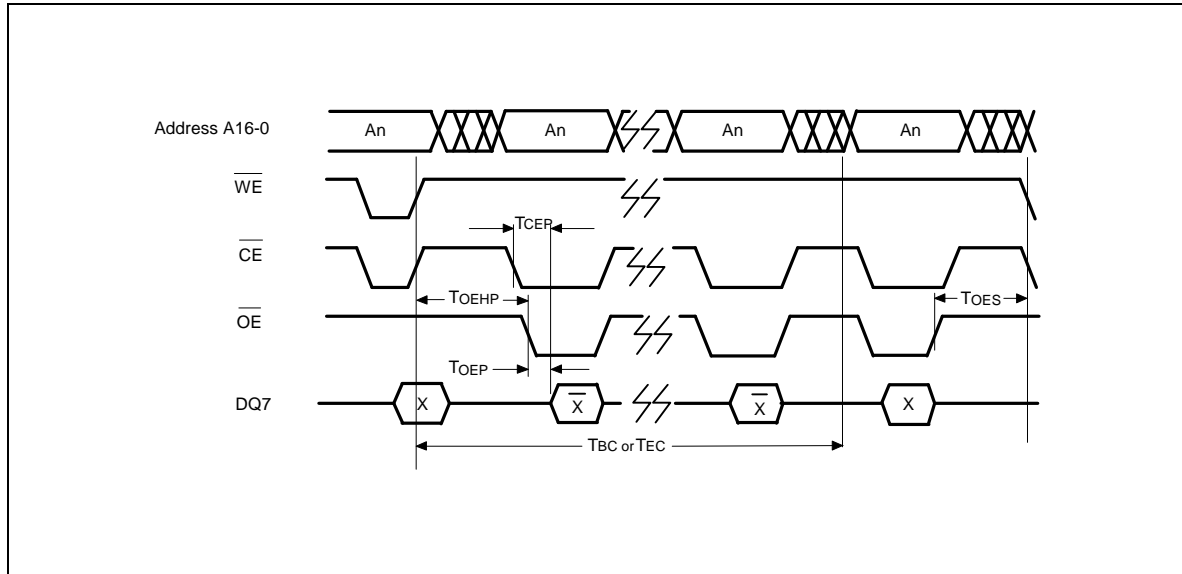 Address A16-0 An An An An
WE
TCEP
CE
TOEHP TOES
OE
TOEP
DQ7 X X X X
TBC or TEC